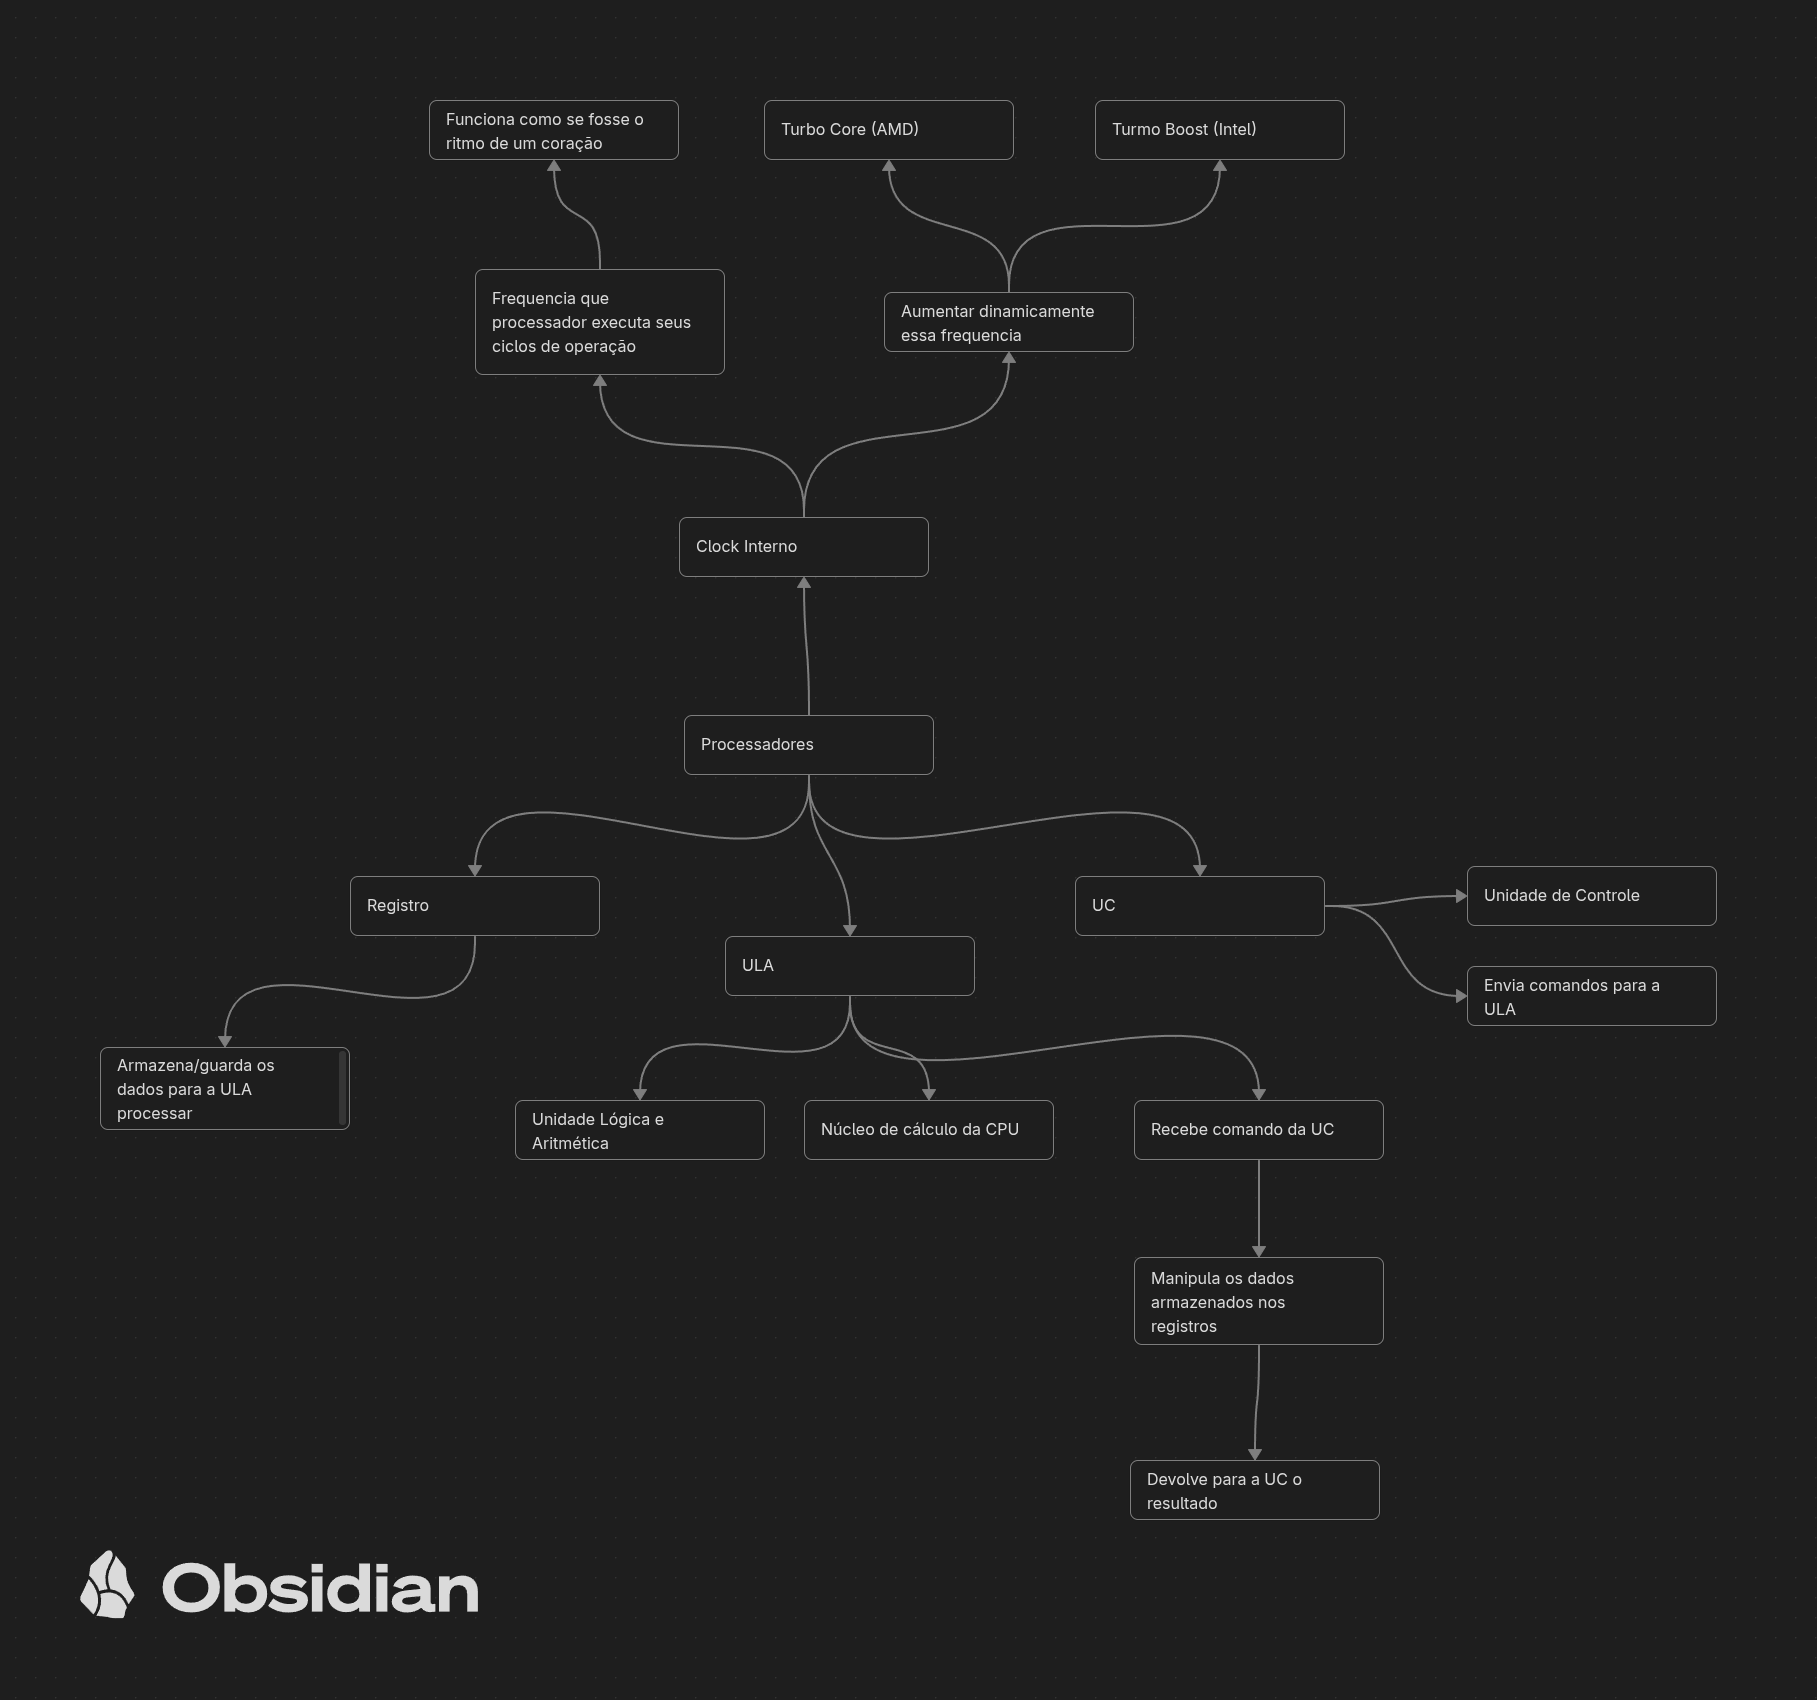 Funciona como se fosse o
ritmo de um coração
Turbo Core (AMD)
Turmo Boost (Intel)
Frequencia que
processador executa seus
ciclos de operação
Aumentar dinamicamente
essa frequencia
Clock Interno
Processadores
Registro
ULA
UC
Unidade de Controle
Envia comandos para a
ULA
Armazena/guarda os
dados para a ULA
processar
Unidade Lógica e
Aritmética
Núcleo de cálculo da CPU
Recebe comando da UC
Manipula os dados
armazenados nos
registros
Devolve para a UC o
resultado
Obsidian